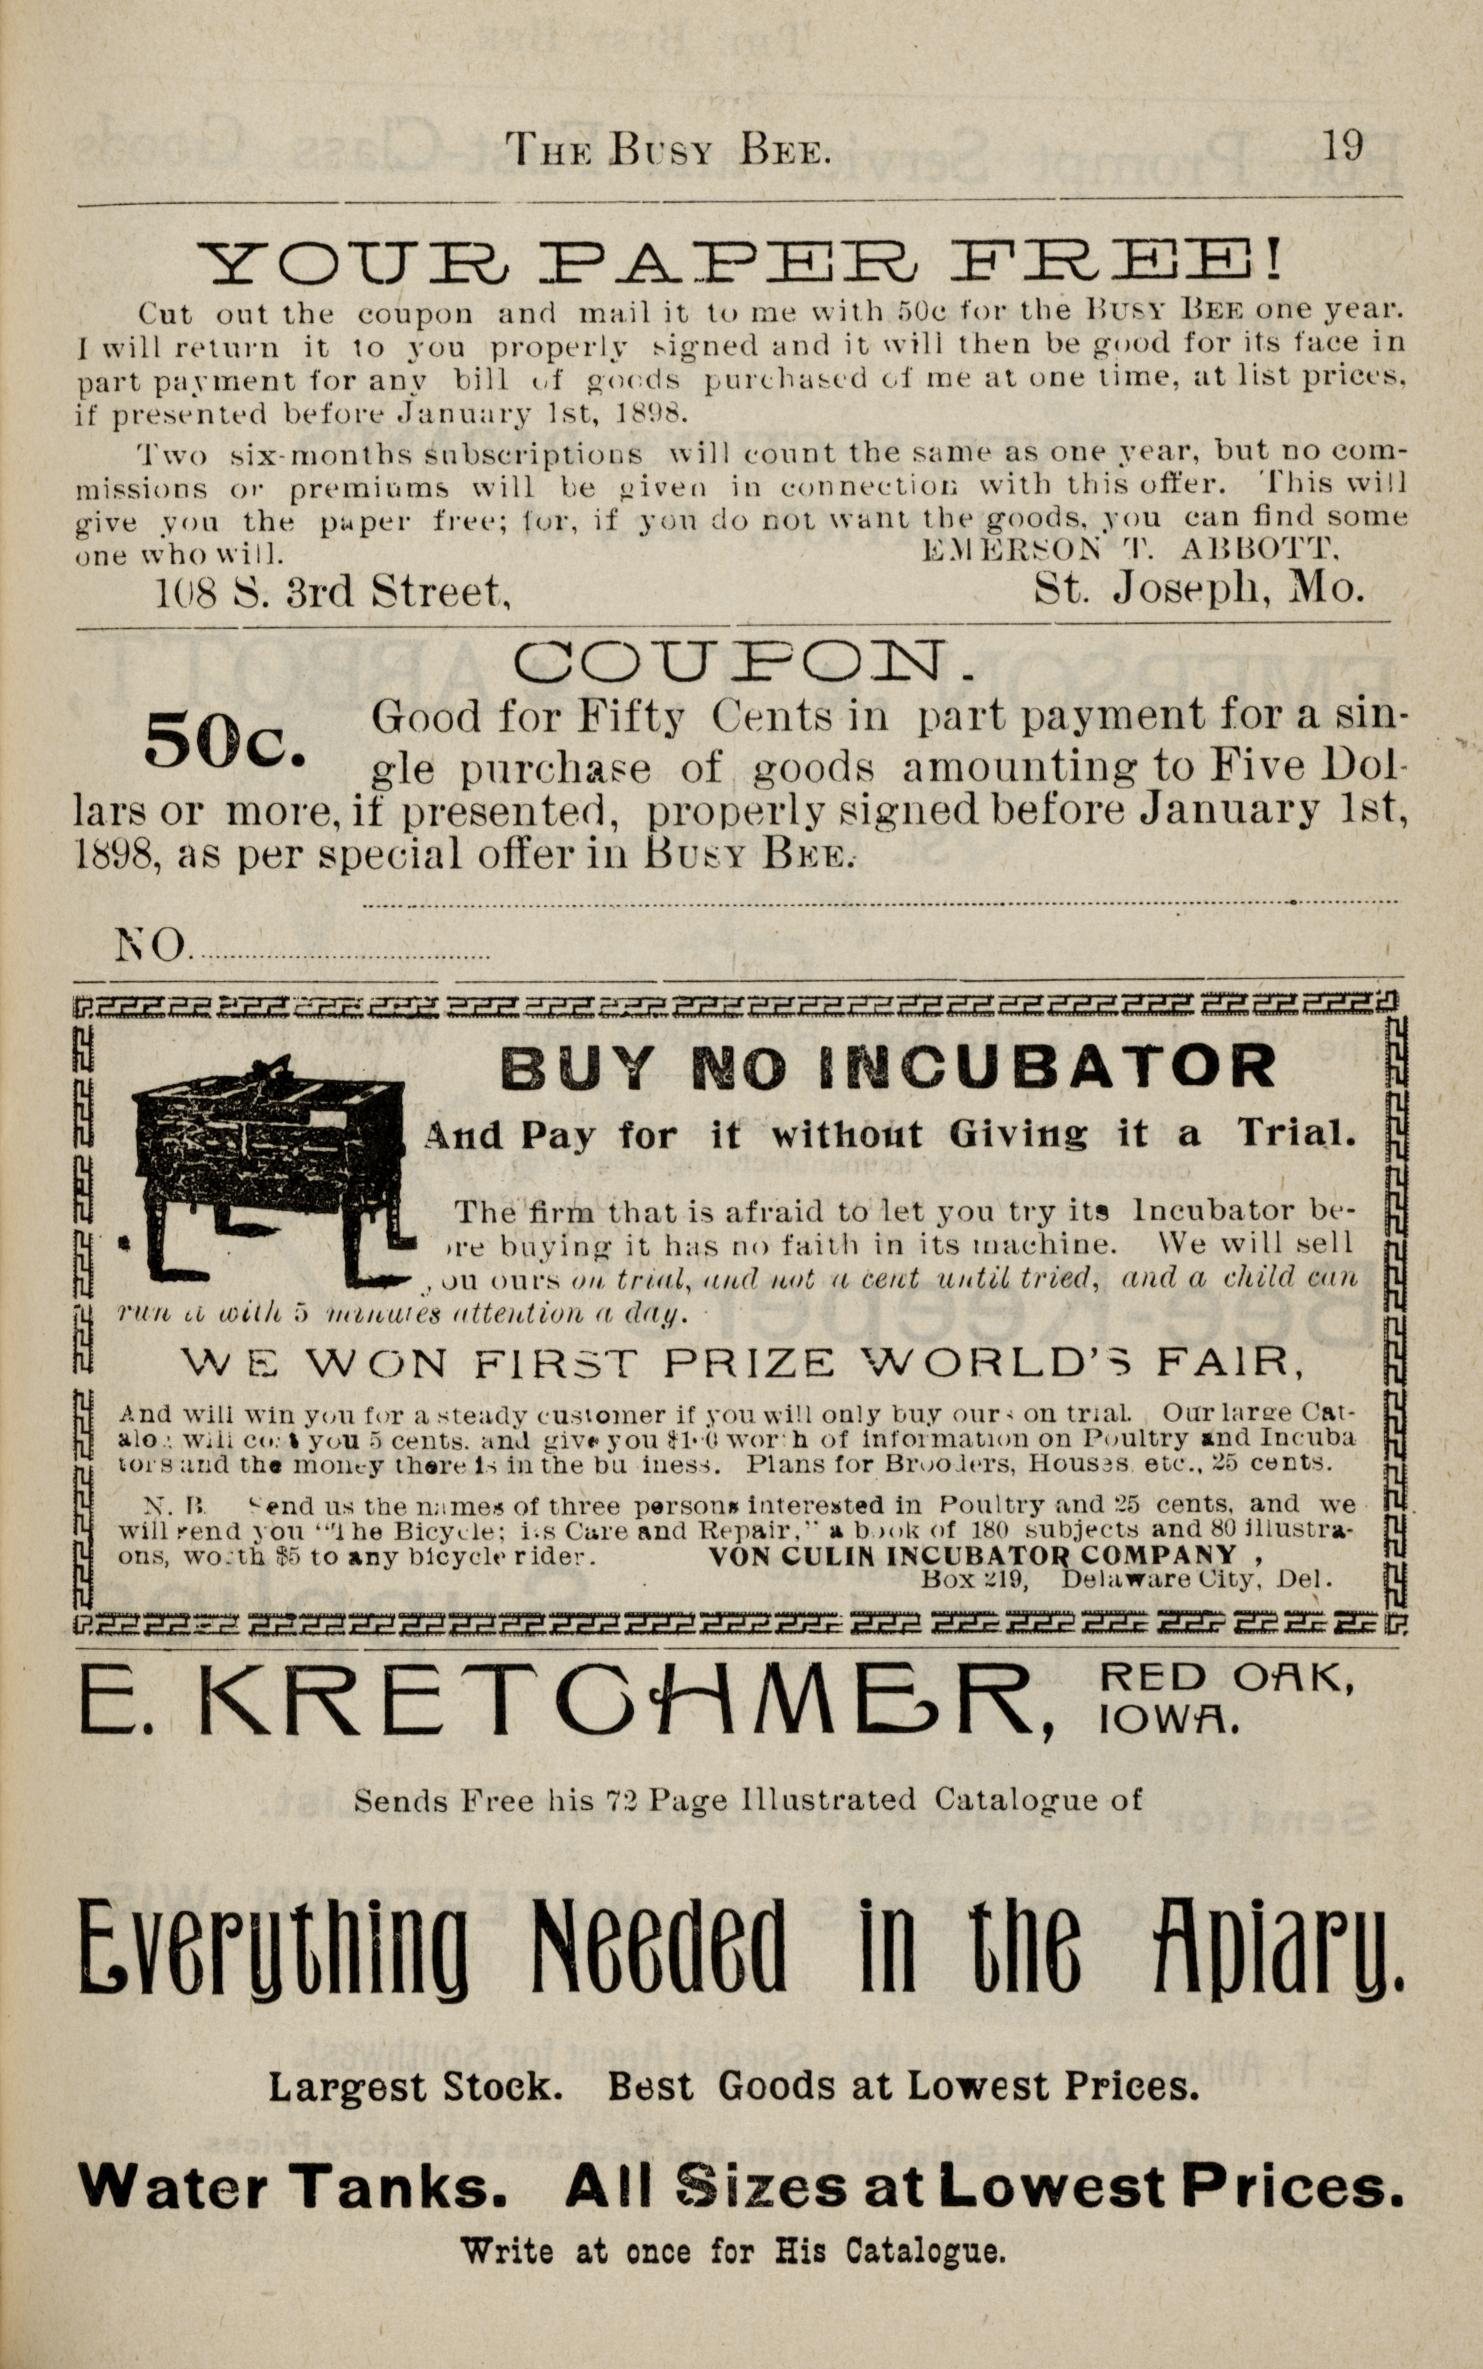 THE BUSY BEE. 19
YOUR PAPER FREE!
Cut out the coupon and mail it to me with 50c for the BUSY BEE one year.
I will return it to you properly signed and it will then be good for its face in
part payment for any bill of goods purchased of me at one time, at list prices,
if presented before January 1st, 1898.
Two six-months subscriptions will count the same as one year, but no com-
missions or premiums will be given in connection with this offer. This will
give you the paper free; for, if you do not want the goods, you can find some
one who will. EMERSON T. ABBOTT,
108 S. 3rd Street, St. Joseph, Mo.
COUPON.
50c. Good for Fifty Cents in part payment for a sin-
gle purchase of goods amounting to Five Dol-
lars or more, if presented, properly signed before January 1st,
1898, as per special offer in BUSY BEE.
NO.
BUY NO INCUBATOR
And Pay for it without Giving it a Trial.
The firm that is afraid to let you try its Incubator be-
re buying it has no faith in its machine. We will sell
ou ours on trial, and not a cent until tried, and a child can
run it with 5 minutes attention a day.
WE WON FIRST PRIZE WORLD'S FAIR,
And will win you for a steady customer if you will only buy ours on trial. Our large Cat-
alog will cost you 5 cents. and give you worth of information on Poultry and Incuba
tors and the money there is in the bu iness. Plans for Brooders, Houses etc., 25 cents.
N. B. Send us the names of three persons interested in Poultry and 25 cents, and we
will send you "The Bicycle; its Care and Repair," a book of 180 subjects and 80 illustra-
ons, worth $5 to any bicycle rider. VON CULIN INCUBATOR COMPANY,
Box 219, Delaware City, Del.
E. KRETCHMER, RED OAK,
IOWA.
Sends Free his 72 Page Illustrated Catalogue of
Everything Needed in the Apiary.
Largest Stock. Best Goods at Lowest Prices.
Water Tanks. All Sizes at Lowest Prices.
Write at once for His Catalogue.